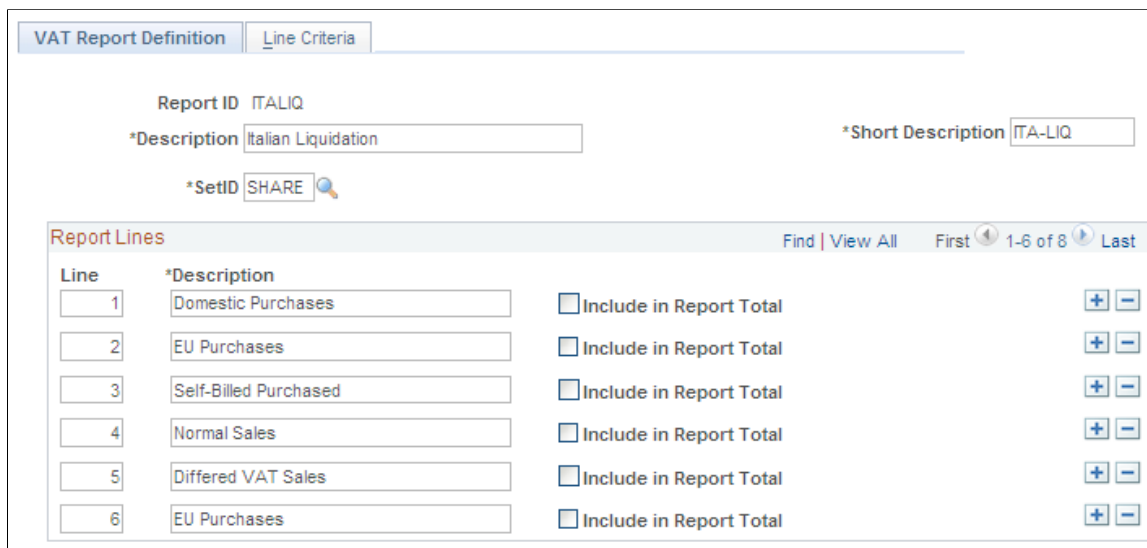 VAT Report Definition Line Criteria
Report ID ITALIQ
*Description Italian Liquidation *Short Description ITA-LIQ
*SetID SHARE
Report Lines Find | View All First 1-6 of 8 Last
Line *Description
1 Domestic Purchases Include in Report Total
2 EU Purchases Include in Report Total
3 Self-Billed Purchased Include in Report Total
4 Normal Sales Include in Report Total
5 Differed VAT Sales Include in Report Total
6 EU Purchases Include in Report Total